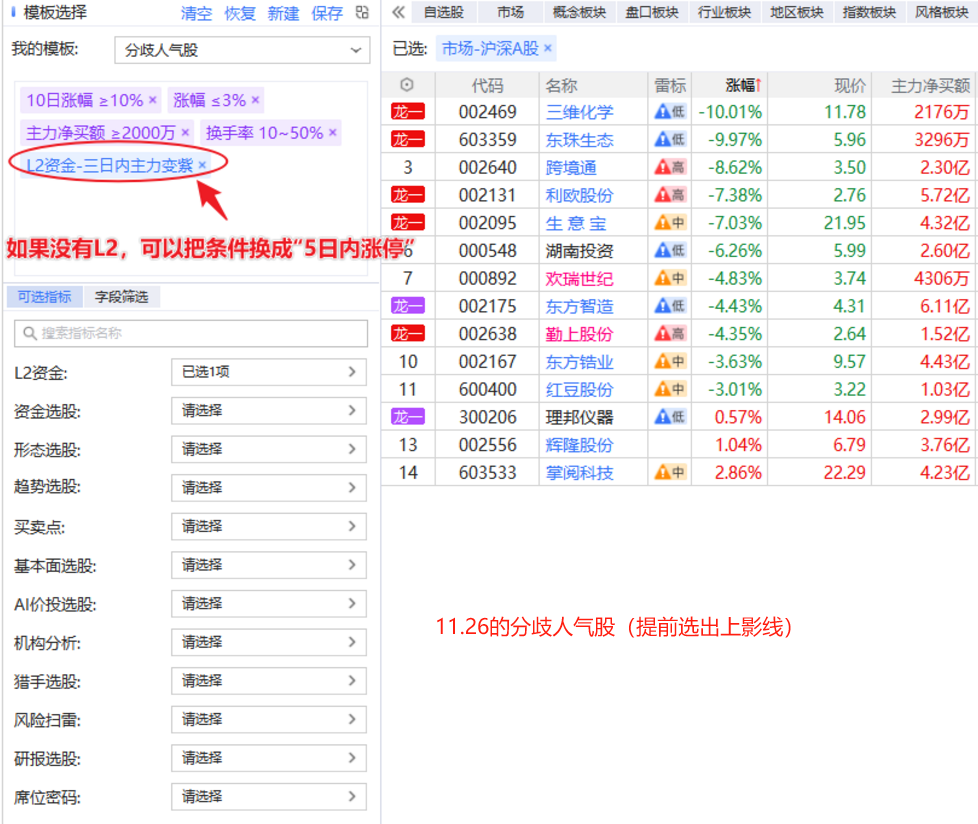 模板选择 清空 恢复 新建 保存
我的模板: 分歧人气股
10日涨幅 ≥10% × 涨幅 ≤3% ×
主力净买额 ≥2000万 × 换手率 10~50% ×
L2资金-三日内主力变紫 ×
如果没有L2，可以把条件换成“5日内涨停”
可选指标 字段筛选
搜索指标名称
L2资金: 已选1项
资金选股: 请选择
形态选股: 请选择
趋势选股: 请选择
买卖点: 请选择
基本面选股: 请选择
AI价投选股: 请选择
机构分析: 请选择
猎手选股: 请选择
风险扫雷: 请选择
研报选股: 请选择
席位密码: 请选择
自选股 市场 概念板块 盘口板块 行业板块 地区板块 指数板块 风格板块
已选: 市场-沪深A股 ×
代码 名称 雷标 涨幅↑ 现价 主力净买额
龙一 002469 三维化学 低 -10.01% 11.78 2176万
龙一 603359 东珠生态 低 -9.97% 5.96 3296万
3 002640 跨境通 高 -8.62% 3.50 2.30亿
龙一 002131 利欧股份 高 -7.38% 2.76 5.72亿
龙一 002095 生意宝 中 -7.03% 21.95 4.32亿
6 000548 湖南投资 低 -6.26% 5.99 2.60亿
7 000892 欢瑞世纪 中 -4.83% 3.74 4306万
龙一 002175 东方智造 低 -4.43% 4.31 6.11亿
龙一 002638 勤上股份 高 -4.35% 2.64 1.52亿
10 002167 东方锆业 中 -3.63% 9.57 4.43亿
11 600400 红豆股份 中 -3.01% 3.22 1.03亿
龙一 300206 理邦仪器 低 0.57% 14.06 2.99亿
13 002556 辉隆股份 1.04% 6.79 3.76亿
14 603533 掌阅科技 中 2.86% 22.29 4.23亿
11.26的分歧人气股（提前选出上影线）